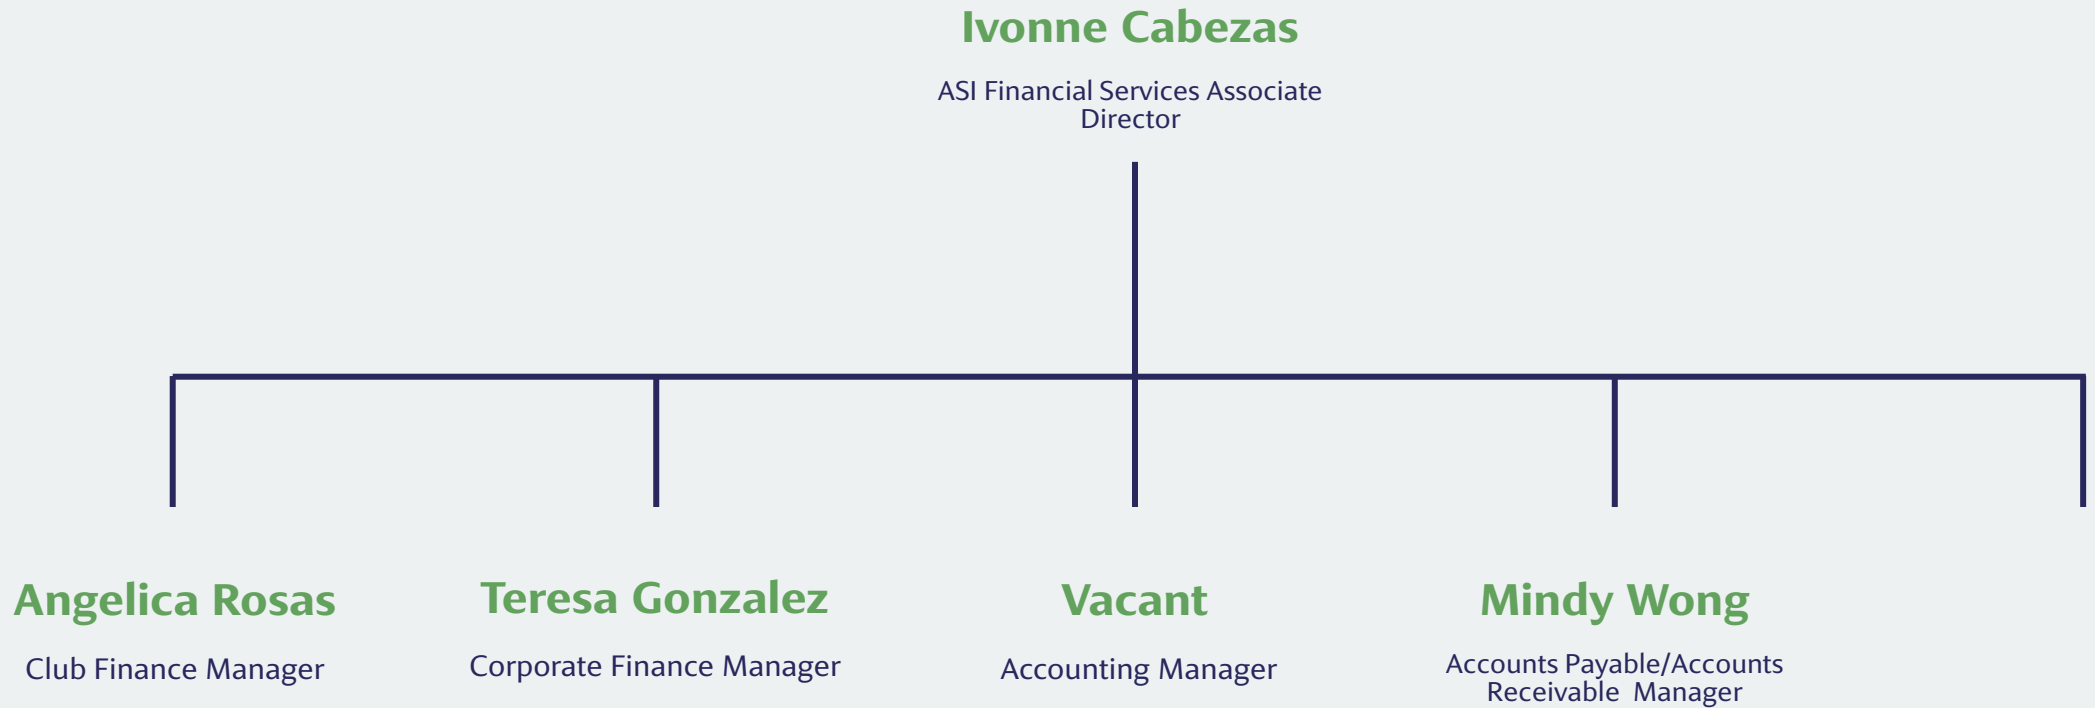 Ivonne Cabezas
ASI Financial Services Associate
Director
Angelica Rosas
Club Finance Manager
Teresa Gonzalez
Corporate Finance Manager
Vacant
Accounting Manager
Mindy Wong
Accounts Payable/Accounts
Receivable  Manager